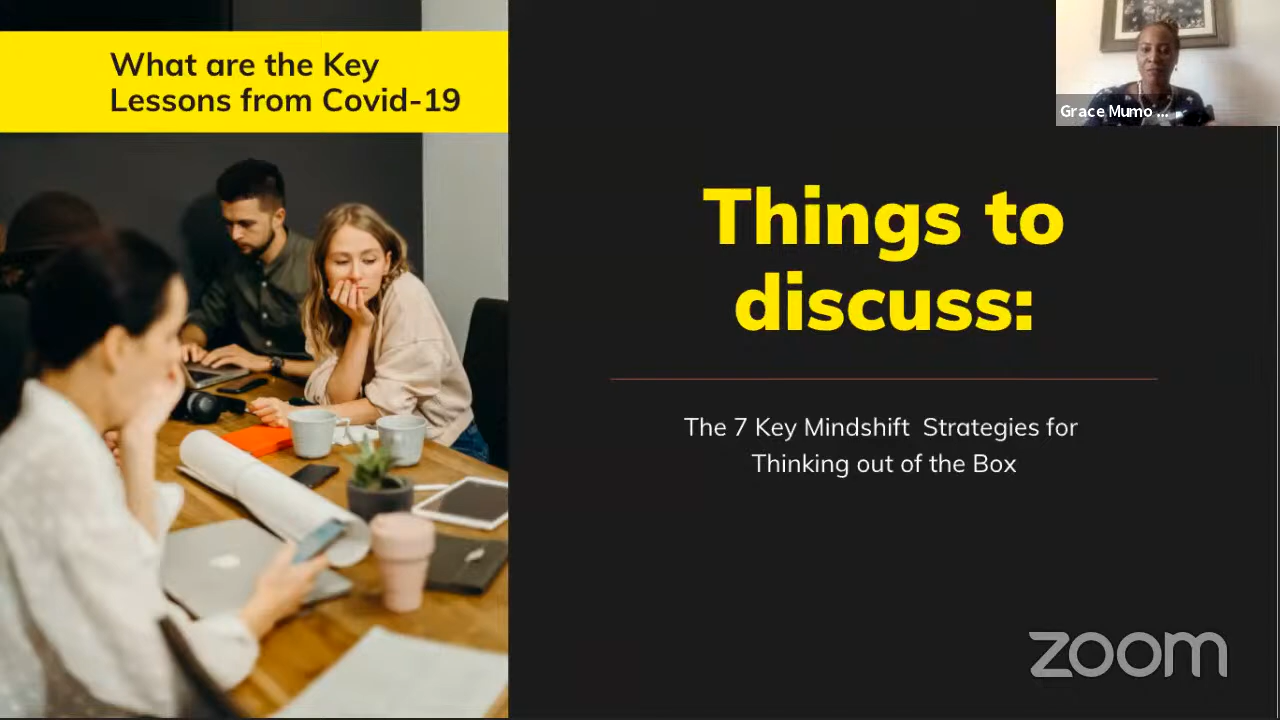 What are the Key
Lessons from Covid-19
Grace Mumo ...
Things to
discuss:
The 7 Key Mindshift  Strategies for
Thinking out of the Box
zoom